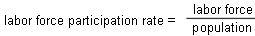 labor force participation rate = labor force
population